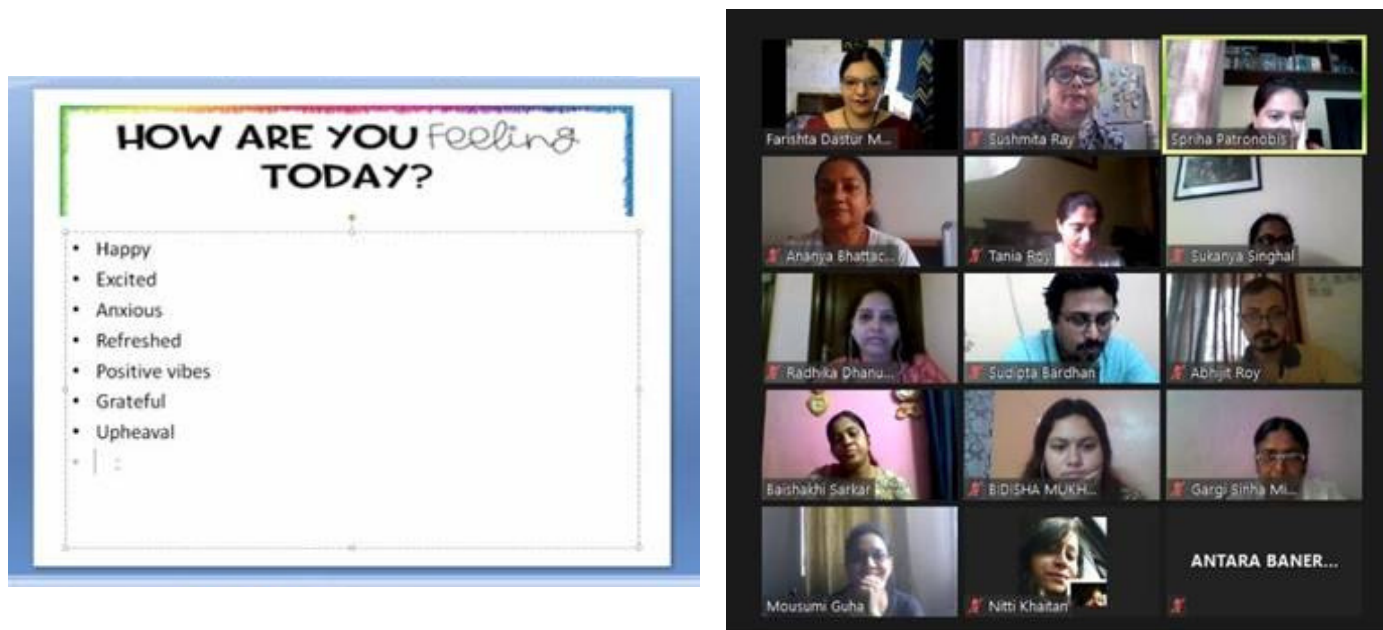 HOW ARE YOU feeling
TODAY?
• Happy
• Excited
• Anxious
• Refreshed
• Positive vibes
• Grateful
• Upheaval
Farishta Dastur M...
Sushmita Ray
Spriha Patronobis
Ananya Bhattac...
Tania Roy
Sukanya Singhal
Radhika Dhanu...
Sudipta Bardhan
Abhijit Roy
Baishakhi Sarkar
BIDISHA MUKH...
Gargi Sinha Mi...
Mousumi Guha
Nitti Khaitan
ANTARA BANER...